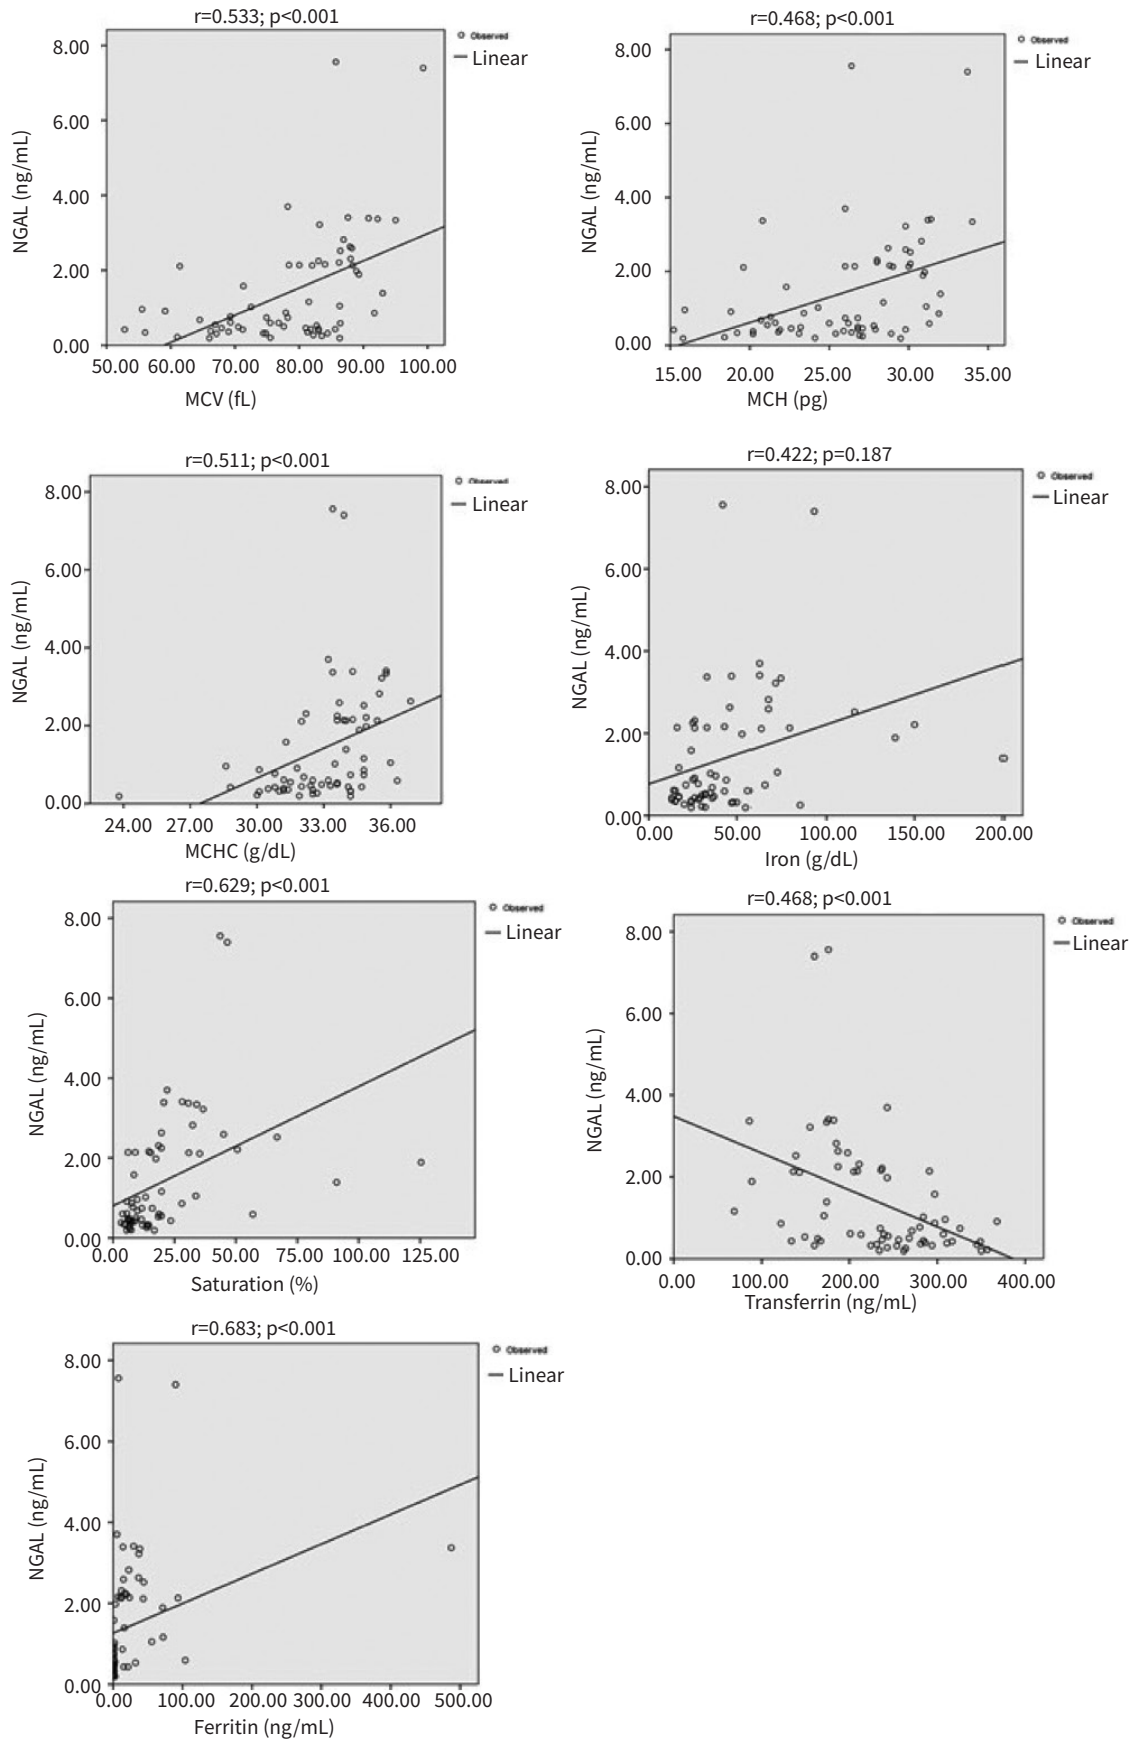 r=0.533; p<0.001
Observed
Linear
NGAL (ng/mL)
8.00
6.00
4.00
2.00
0.00
50.00 60.00 70.00 80.00 90.00 100.00
MCV (fL)
r=0.468; p<0.001
Observed
Linear
NGAL (ng/mL)
8.00
6.00
4.00
2.00
0.00
15.00 20.00 25.00 30.00 35.00
MCH (pg)
r=0.511; p<0.001
Observed
Linear
NGAL (ng/mL)
8.00
6.00
4.00
2.00
0.00
24.00 27.00 30.00 33.00 36.00
MCHC (g/dL)
r=0.422; p=0.187
Observed
Linear
NGAL (ng/mL)
8.00
6.00
4.00
2.00
0.00
0.00 50.00 100.00 150.00 200.00
Iron (g/dL)
r=0.629; p<0.001
Observed
Linear
NGAL (ng/mL)
8.00
6.00
4.00
2.00
0.00
0.00 25.00 50.00 75.00 100.00 125.00
Saturation (%)
r=0.468; p<0.001
Observed
Linear
NGAL (ng/mL)
8.00
6.00
4.00
2.00
0.00
0.00 100.00 200.00 300.00 400.00
Transferrin (ng/mL)
r=0.683; p<0.001
Observed
Linear
NGAL (ng/mL)
8.00
6.00
4.00
2.00
0.00
0.00 100.00 200.00 300.00 400.00 500.00
Ferritin (ng/mL)